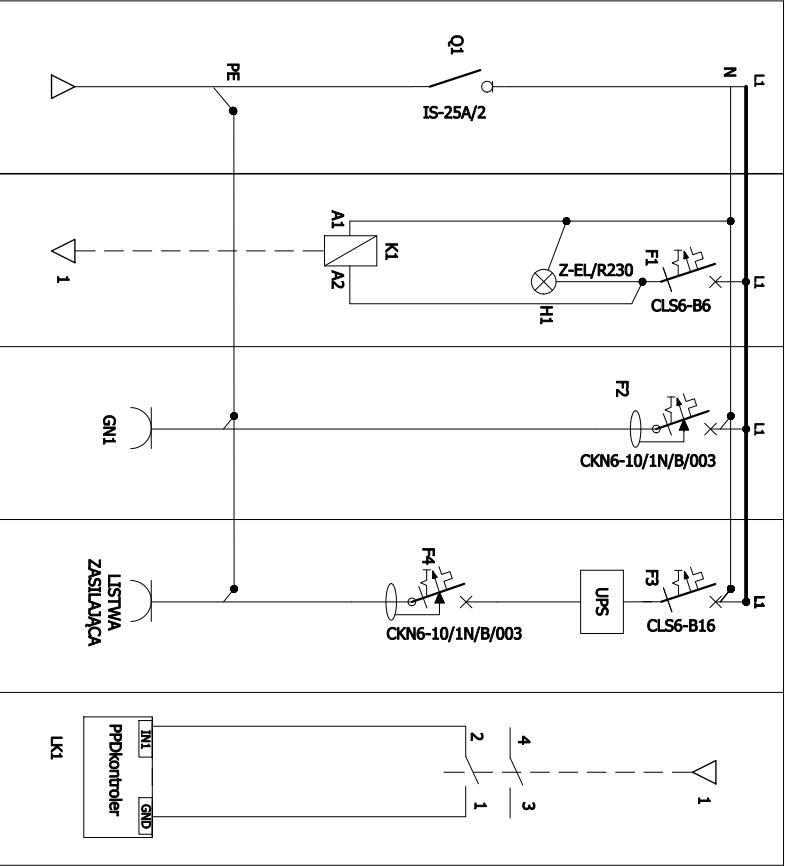 Q1
IS-25A/2
PE
N
L1
A1
A2
K1
1
Z-EL/R230
H1
F1
CLS6-B6
L1
GN1
F2
CKN6-10/1N/B/003
L1
LISTWA
ZASILAJĄCA
F4
CKN6-10/1N/B/003
UPS
F3
CLS6-B16
L1
LK1
PPDkontroler
IN1
GND
2
1
4
3
1